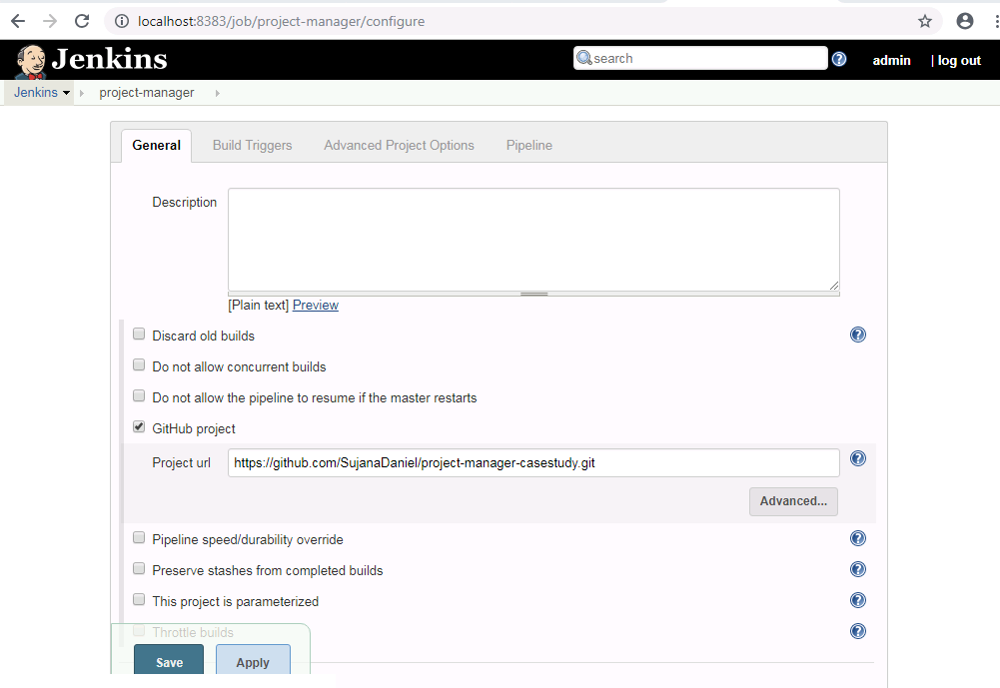 localhost:8383/job/project-manager/configure
Jenkins
search
admin
| log out
Jenkins
project-manager
General
Build Triggers
Advanced Project Options
Pipeline
Description
[Plain text] Preview
Discard old builds
Do not allow concurrent builds
Do not allow the pipeline to resume if the master restarts
GitHub project
Project url
https://github.com/SujanaDaniel/project-manager-casestudy.git
Advanced...
Pipeline speed/durability override
Preserve stashes from completed builds
This project is parameterized
Throttle builds
Save
Apply